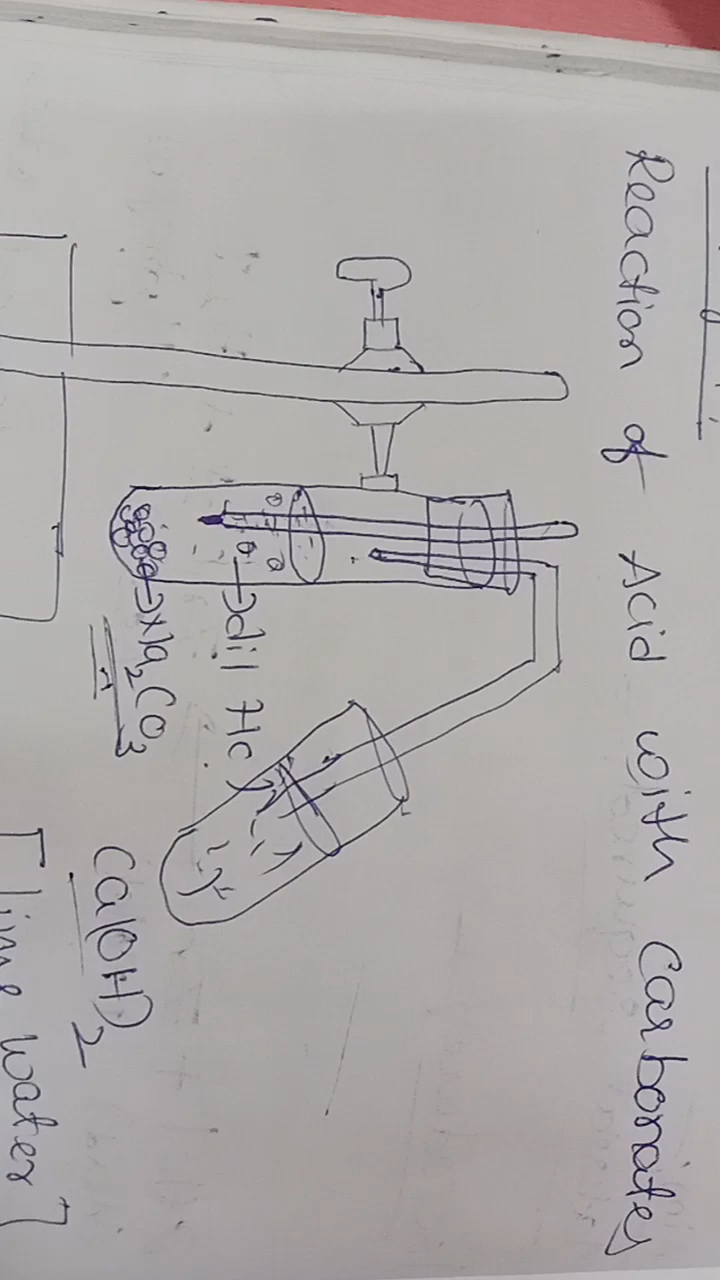 Reaction of Acid with Carbonates
→ dil HCl
→ Na₂CO₃
Ca(OH)₂
[lime water]